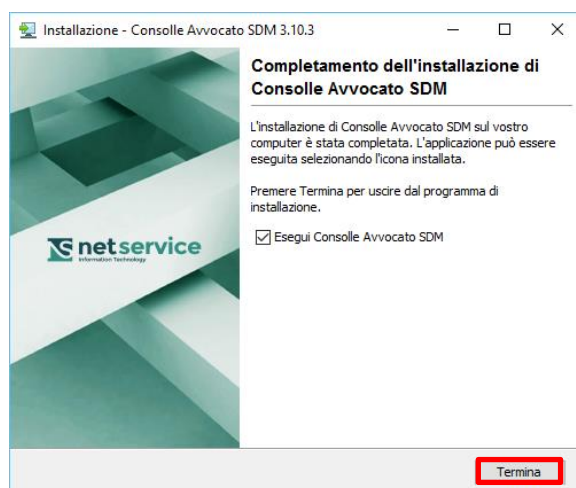 Installazione - Consolle Avvocato SDM 3.10.3
Completamento dell'installazione di
Consolle Avvocato SDM
L'installazione di Consolle Avvocato SDM sul vostro
computer è stata completata. L'applicazione può essere
eseguita selezionando l'icona installata.
Premere Termina per uscire dal programma di
installazione.
netservice
Information Technology
Esegui Consolle Avvocato SDM
Termina